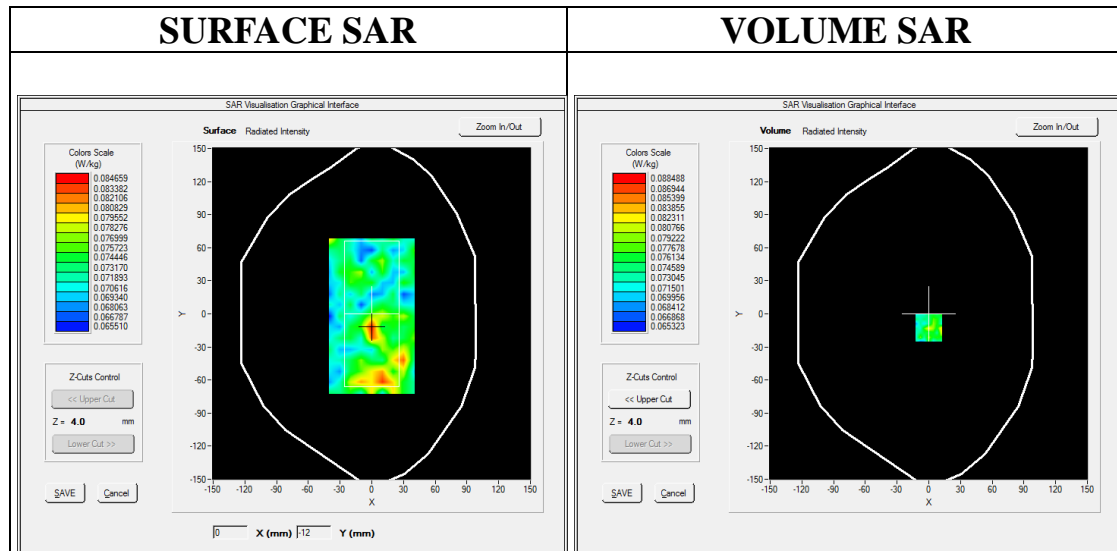 SURFACE SAR
VOLUME SAR
SAR Visualisation Graphical Interface
Surface Radiated Intensity
Zoom In/Out
Colors Scale
(W/kg)
0.084659
0.083382
0.082106
0.080829
0.079552
0.078276
0.076999
0.075723
0.074446
0.073170
0.071893
0.070616
0.069340
0.068063
0.066787
0.065510
Z-Cuts Control
<< Upper Cut
Z = 4.0 mm
Lower Cut >>
SAVE Cancel
150
120
90
60
30
0
-30
-60
-90
-120
-150
Y
-150 -120 -90 -60 -30 0 30 60 90 120 150
X
0 X (mm) -12 Y (mm)
SAR Visualisation Graphical Interface
Volume Radiated Intensity
Zoom In/Out
Colors Scale
(W/kg)
0.088488
0.086944
0.085399
0.083855
0.082311
0.080766
0.079222
0.077678
0.076134
0.074589
0.073045
0.071501
0.069956
0.068412
0.066868
0.065323
Z-Cuts Control
<< Upper Cut
Z = 4.0 mm
Lower Cut >>
SAVE Cancel
150
120
90
60
30
0
-30
-60
-90
-120
-150
Y
-150 -120 -90 -60 -30 0 30 60 90 120 150
X